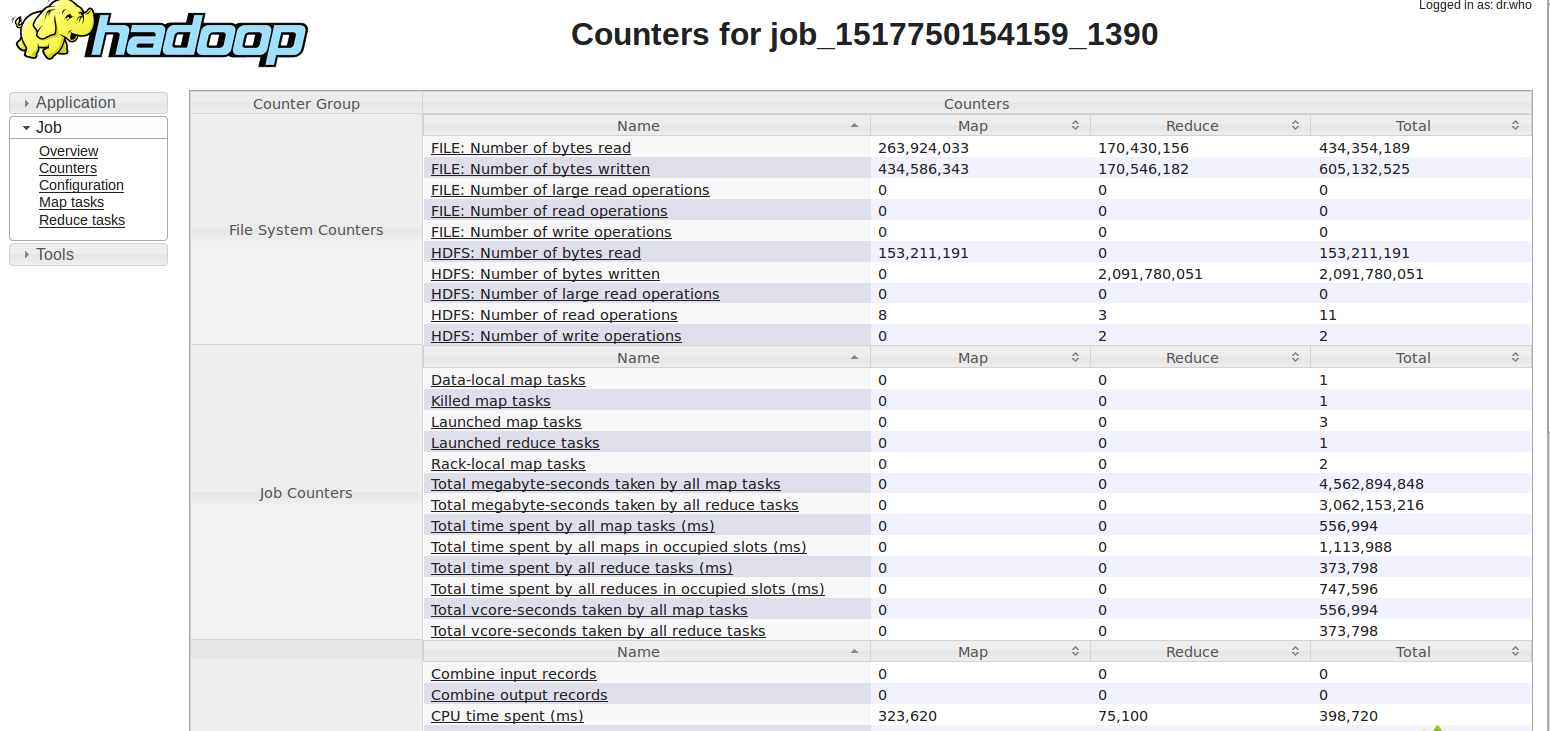 Logged in as: dr.who
hadoop
Counters for job_1517750154159_1390
Application
Job
Overview
Counters
Configuration
Map tasks
Reduce tasks
Tools
Counter Group Counters
File System Counters
Name Map Reduce Total
FILE: Number of bytes read 263,924,033 170,430,156 434,354,189
FILE: Number of bytes written 434,586,343 170,546,182 605,132,525
FILE: Number of large read operations 0 0 0
FILE: Number of read operations 0 0 0
FILE: Number of write operations 0 0 0
HDFS: Number of bytes read 153,211,191 0 153,211,191
HDFS: Number of bytes written 0 2,091,780,051 2,091,780,051
HDFS: Number of large read operations 0 0 0
HDFS: Number of read operations 8 3 11
HDFS: Number of write operations 0 2 2
Job Counters
Name Map Reduce Total
Data-local map tasks 0 0 1
Killed map tasks 0 0 1
Launched map tasks 0 0 3
Launched reduce tasks 0 0 1
Rack-local map tasks 0 0 2
Total megabyte-seconds taken by all map tasks 0 0 4,562,894,848
Total megabyte-seconds taken by all reduce tasks 0 0 3,062,153,216
Total time spent by all map tasks (ms) 0 0 556,994
Total time spent by all maps in occupied slots (ms) 0 0 1,113,988
Total time spent by all reduce tasks (ms) 0 0 373,798
Total time spent by all reduces in occupied slots (ms) 0 0 747,596
Total vcore-seconds taken by all map tasks 0 0 556,994
Total vcore-seconds taken by all reduce tasks 0 0 373,798
Name Map Reduce Total
Combine input records 0 0 0
Combine output records 0 0 0
CPU time spent (ms) 323,620 75,100 398,720